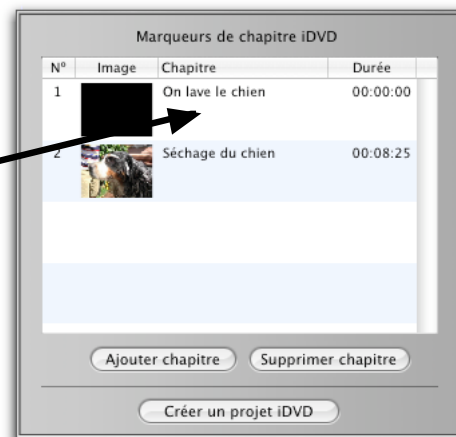 Marqueurs de chapitre iDVD
N° Image Chapitre Durée
1 On lave le chien 00:00:00
2 Séchage du chien 00:08:25
Ajouter chapitre Supprimer chapitre
Créer un projet iDVD